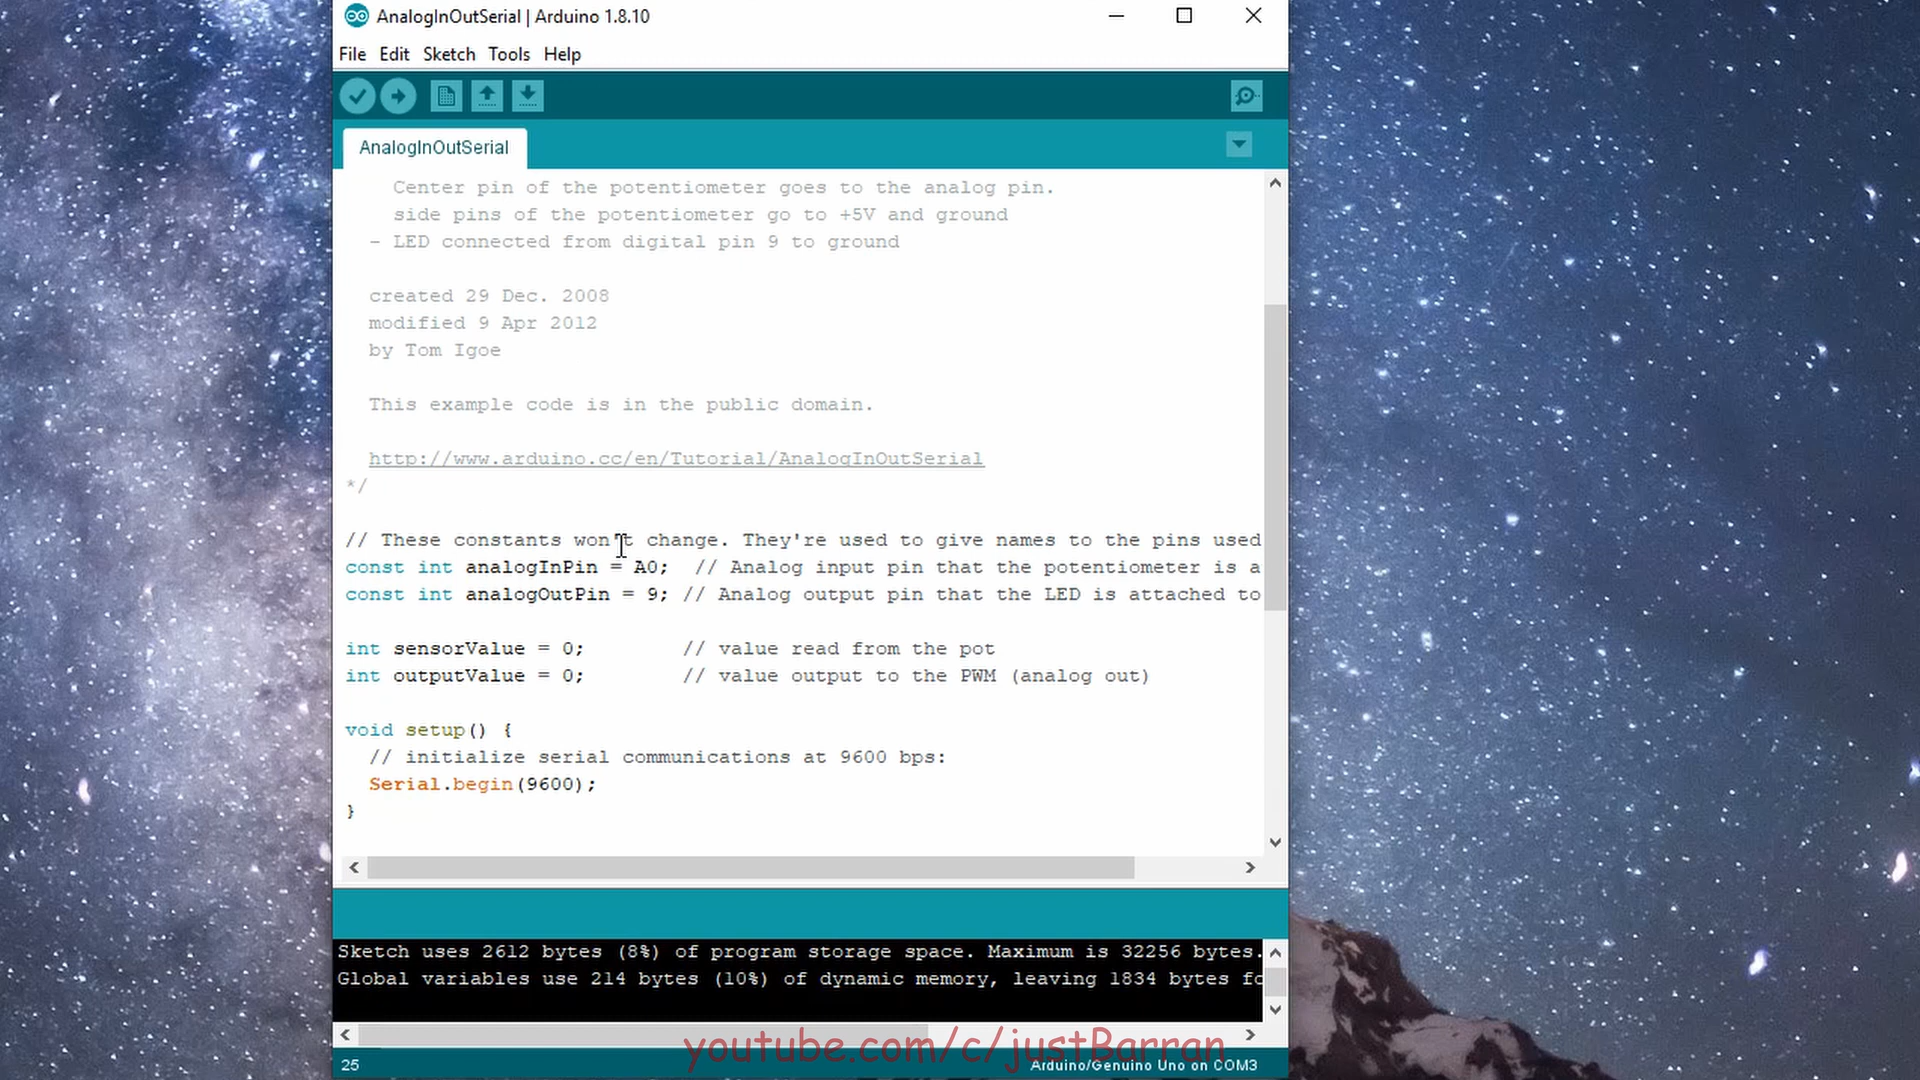 AnalogInOutSerial | Arduino 1.8.10
File Edit Sketch Tools Help
AnalogInOutSerial
Center pin of the potentiometer goes to the analog pin.
side pins of the potentiometer go to +5V and ground
- LED connected from digital pin 9 to ground
created 29 Dec. 2008
modified 9 Apr 2012
by Tom Igoe
This example code is in the public domain.
http://www.arduino.cc/en/Tutorial/AnalogInOutSerial
*/
// These constants won't change. They're used to give names to the pins used
const int analogInPin = A0;  // Analog input pin that the potentiometer is a
const int analogOutPin = 9; // Analog output pin that the LED is attached to
int sensorValue = 0;        // value read from the pot
int outputValue = 0;        // value output to the PWM (analog out)
void setup() {
// initialize serial communications at 9600 bps:
Serial.begin(9600);
}
Sketch uses 2612 bytes (8%) of program storage space. Maximum is 32256 bytes.
Global variables use 214 bytes (10%) of dynamic memory, leaving 1834 bytes fo
youtube.com/c/justBarran
25 Arduino/Genuino Uno on COM3